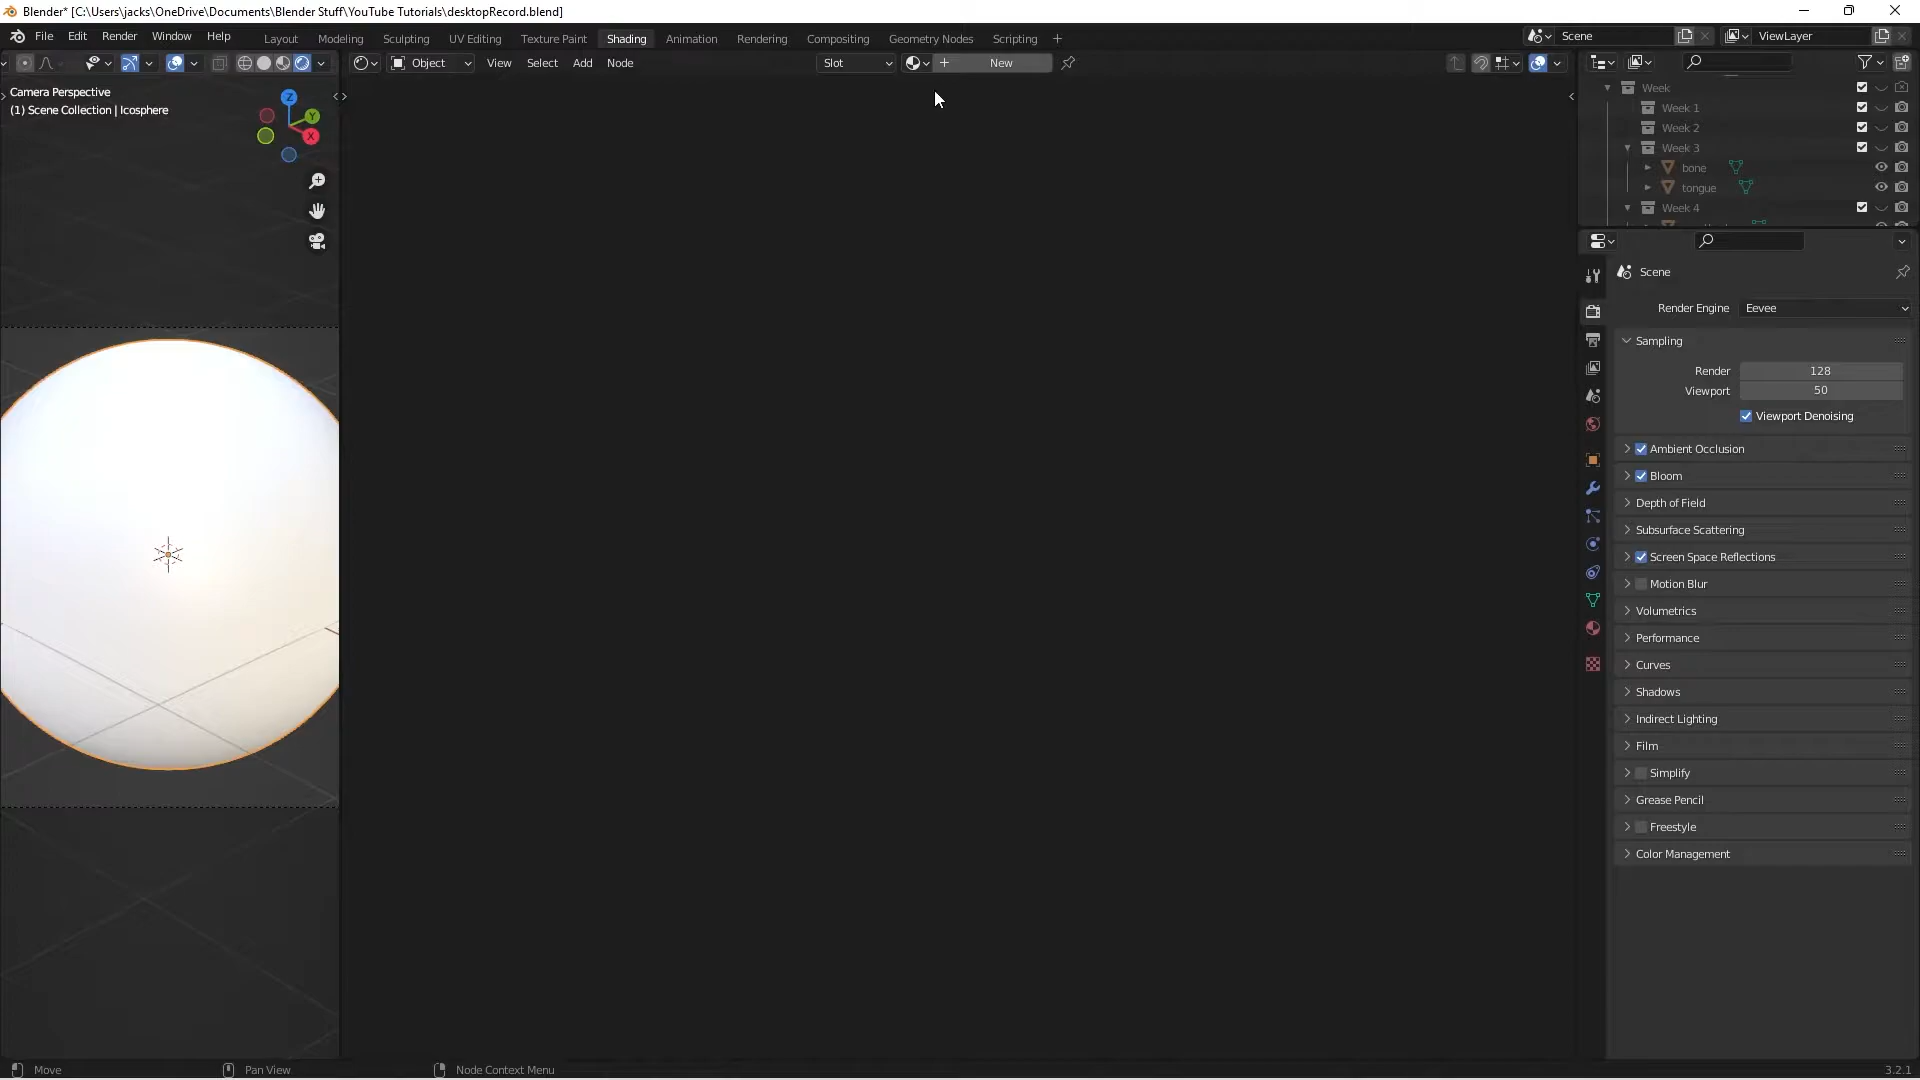 Blender* [C:\Users\jacks\OneDrive\Documents\Blender Stuff\YouTube Tutorials\desktopRecord.blend]
File Edit Render Window Help Layout Modeling Sculpting UV Editing Texture Paint Shading Animation Rendering Compositing Geometry Nodes Scripting + Scene ViewLayer
Object View Select Add Node Slot New
Camera Perspective
(1) Scene Collection | Icosphere
Z
Y
X
Week
Week 1
Week 2
Week 3
bone
tongue
Week 4
Scene
Render Engine Eevee
Sampling
Render 128
Viewport 50
Viewport Denoising
Ambient Occlusion
Bloom
Depth of Field
Subsurface Scattering
Screen Space Reflections
Motion Blur
Volumetrics
Performance
Curves
Shadows
Indirect Lighting
Film
Simplify
Grease Pencil
Freestyle
Color Management
Move Pan View Node Context Menu 3.2.1